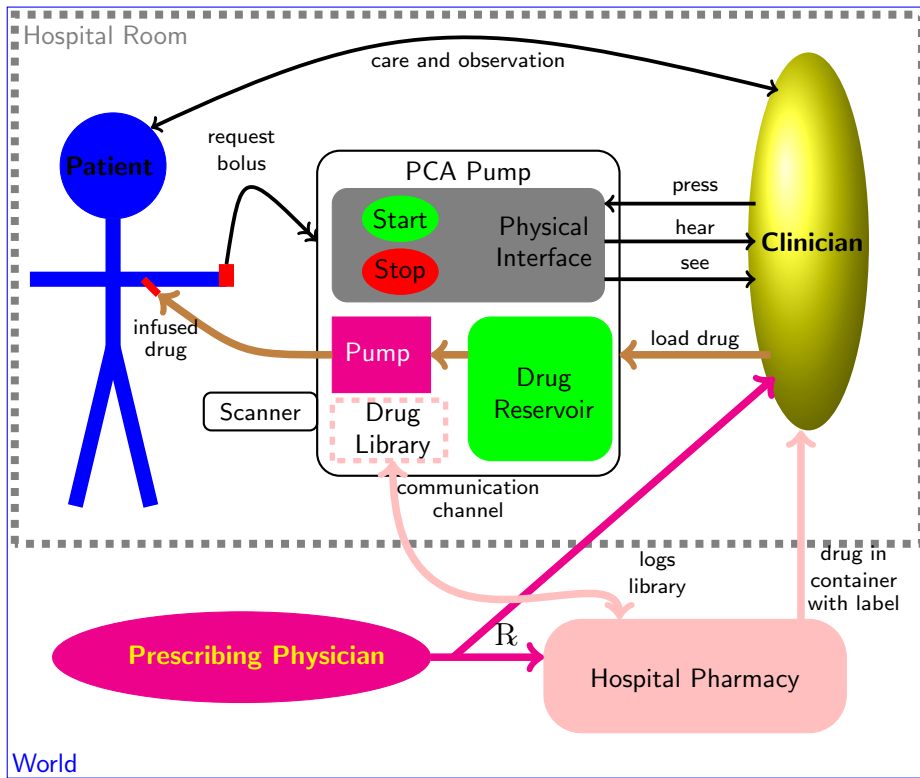 Hospital Room
care and observation
request
bolus
Patient
PCA Pump
Start
Stop
Physical
Interface
press
hear
see
Clinician
infused
drug
Pump
Drug
Reservoir
load drug
Scanner
Drug
Library
communication
channel
logs
library
drug in
container
with label
℞
Prescribing Physician
Hospital Pharmacy
World